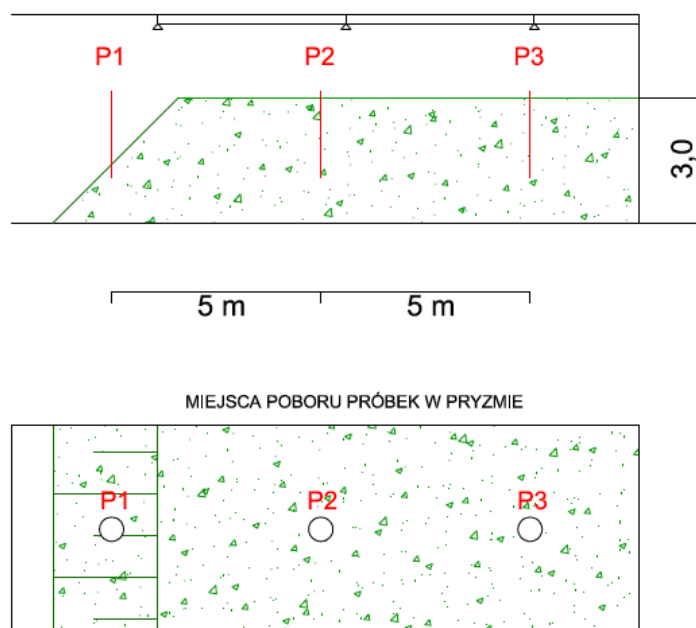 P1 P2 P3
3,0
5 m 5 m
MIEJSCA POBORU PRÓBEK W PRYZMIE
P1 P2 P3